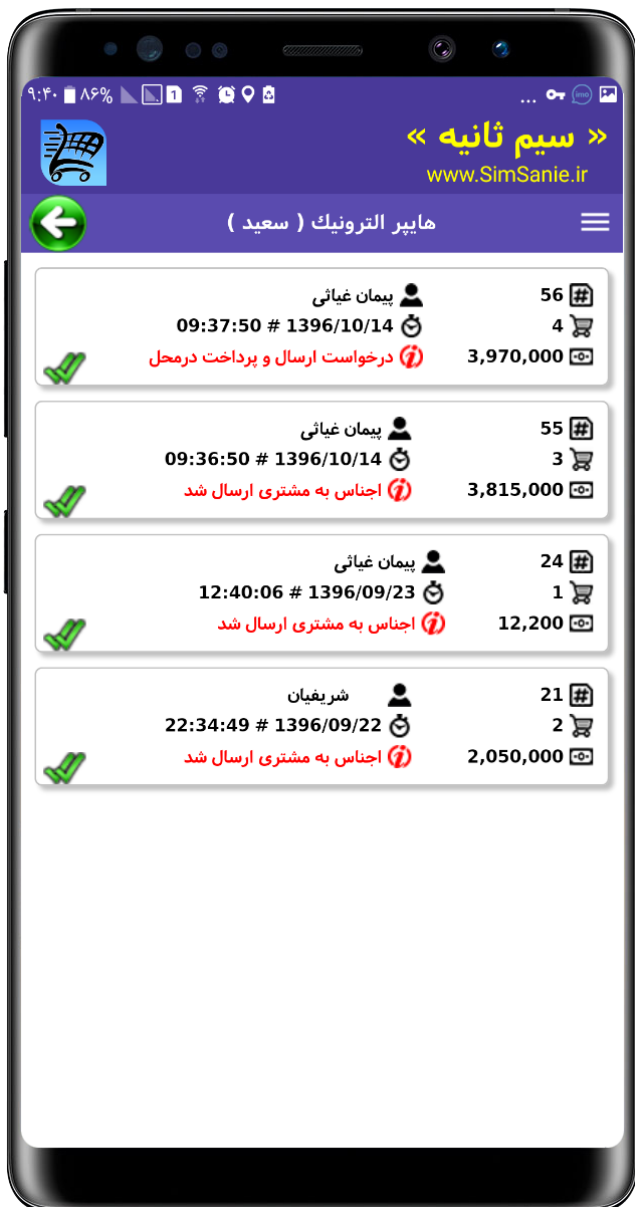 ۹:۴۰ ۸۶% 1 ... imo
« سیم ثانیه »
www.SimSanie.ir
هایپر الترونيك ( سعید )
56 پیمان غیاثی
4 1396/10/14 # 09:37:50
3,970,000 درخواست ارسال و پرداخت درمحل
55 پیمان غیاثی
3 1396/10/14 # 09:36:50
3,815,000 اجناس به مشتری ارسال شد
24 پیمان غیاثی
1 1396/09/23 # 12:40:06
12,200 اجناس به مشتری ارسال شد
21 شریفیان
2 1396/09/22 # 22:34:49
2,050,000 اجناس به مشتری ارسال شد